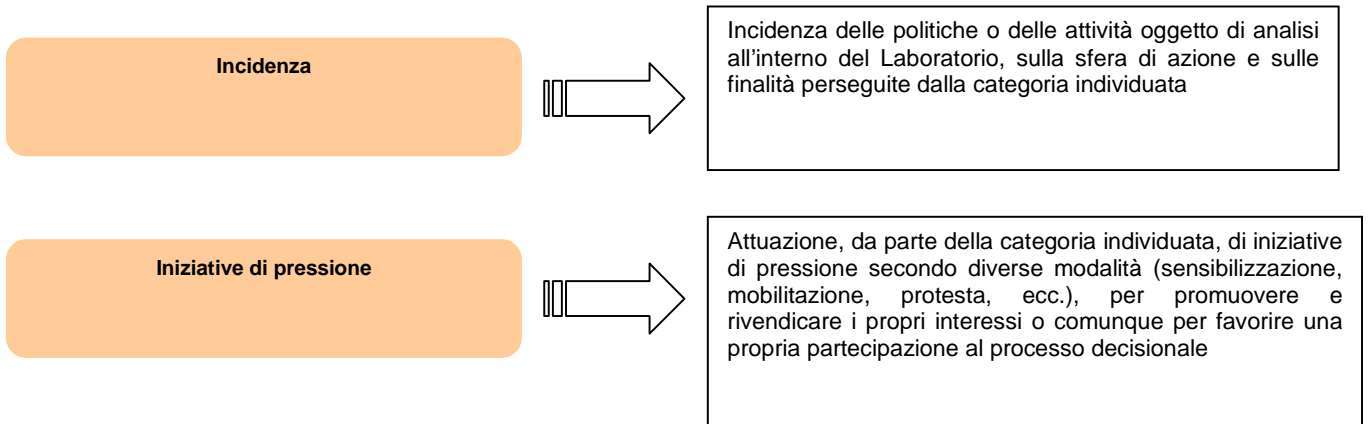 Incidenza
Incidenza delle politiche o delle attività oggetto di analisi
all'interno del Laboratorio, sulla sfera di azione e sulle
finalità perseguite dalla categoria individuata
Iniziative di pressione
Attuazione, da parte della categoria individuata, di iniziative
di pressione secondo diverse modalità (sensibilizzazione,
mobilitazione, protesta, ecc.), per promuovere e
rivendicare i propri interessi o comunque per favorire una
propria partecipazione al processo decisionale